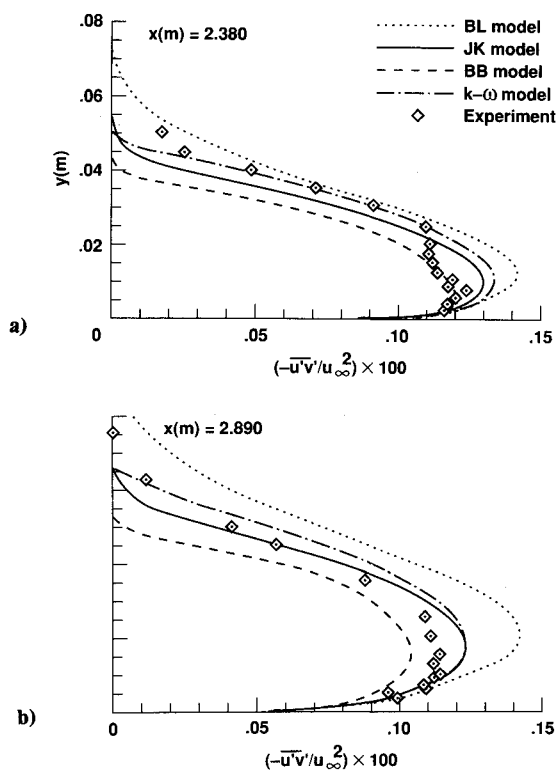 .08
x(m) = 2.380
BL model
JK model
BB model
k–ω model
Experiment
.06
y(m)
.04
.02
a)
0
.05
.10
.15
(–u'v'/u∞²) × 100
x(m) = 2.890
b)
0
.05
.10
.15
(–u'v'/u∞²) × 100